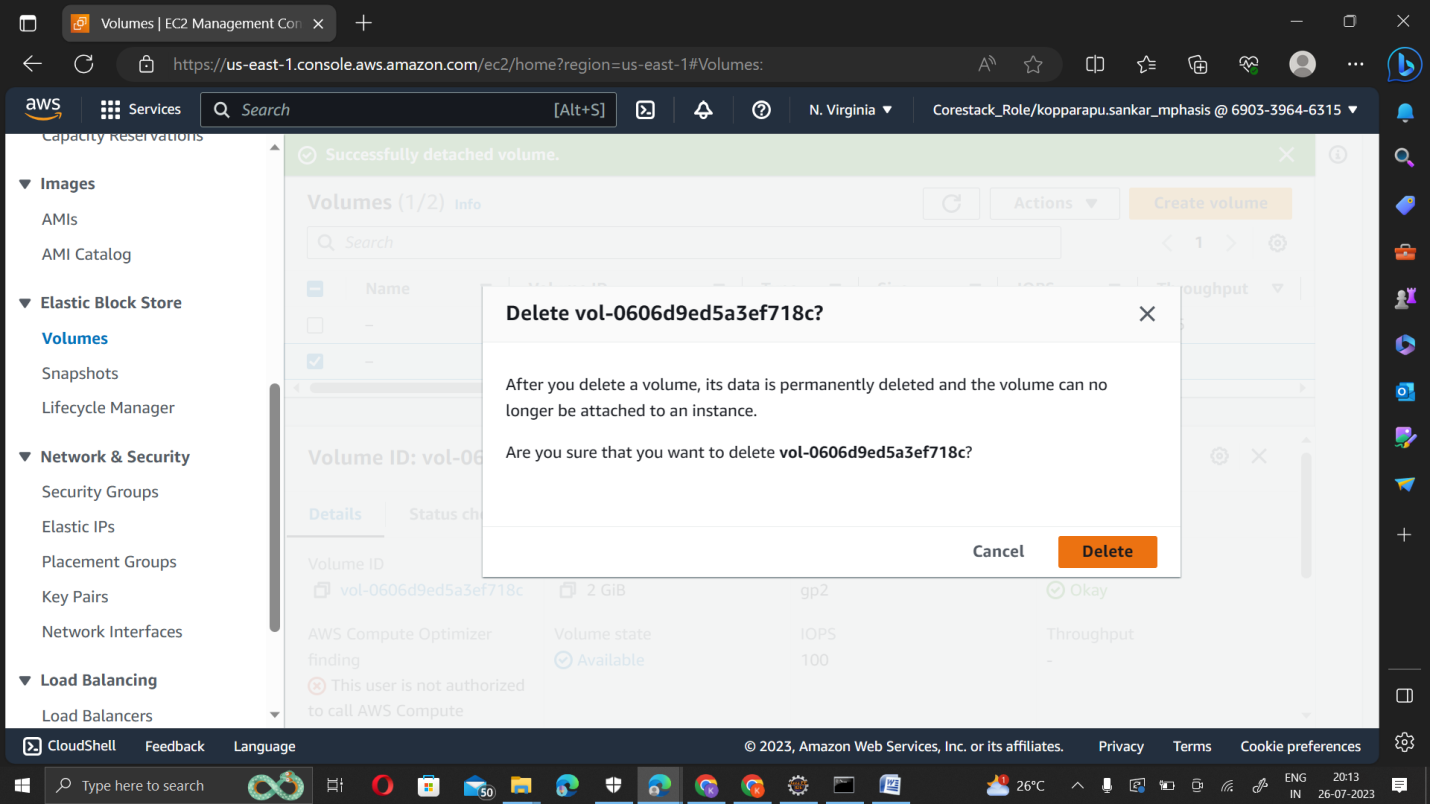 Volumes | EC2 Management Con
https://us-east-1.console.aws.amazon.com/ec2/home?region=us-east-1#Volumes:
aws
Services
Search
[Alt+S]
N. Virginia
Corestack_Role/kopparapu.sankar_mphasis @ 6903-3964-6315
Capacity Reservations
Images
AMIs
AMI Catalog
Elastic Block Store
Volumes
Snapshots
Lifecycle Manager
Network & Security
Security Groups
Elastic IPs
Placement Groups
Key Pairs
Network Interfaces
Load Balancing
Load Balancers
Successfully detached volume.
Volumes (1/2) Info
Actions
Create volume
Search
1
Name
Delete vol-0606d9ed5a3ef718c?
After you delete a volume, its data is permanently deleted and the volume can no
longer be attached to an instance.
Are you sure that you want to delete vol-0606d9ed5a3ef718c?
Cancel
Delete
Volume ID: vol-06
Details
Status che
Volume ID
vol-0606d9ed5a3ef718c
2 GiB
gp2
Okay
AWS Compute Optimizer
finding
Volume state
IOPS
Throughput
Available
100
-
This user is not authorized
to call AWS Compute
CloudShell
Feedback
Language
© 2023, Amazon Web Services, Inc. or its affiliates.
Privacy
Terms
Cookie preferences
Type here to search
50
26°C
ENG
IN
20:13
26-07-2023